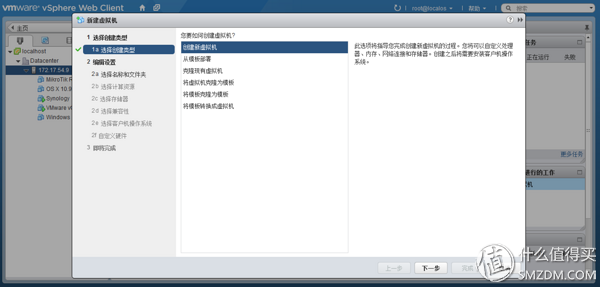 vmware® vSphere Web Client
root@localos
帮助
搜索
主页
localhost
Datacenter
172.17.54.9
MikroTik R
OS X 10.9
Synology
VMware vi
Windows
新建虚拟机
1 选择创建类型
1a 选择创建类型
2 编辑设置
2a 选择名称和文件夹
2b 选择计算资源
2c 选择存储器
2d 选择兼容性
2e 选择客户机操作系统
2f 自定义硬件
3 即将完成
您要如何创建虚拟机?
创建新虚拟机
从模板部署
克隆现有虚拟机
将虚拟机克隆为模板
将模板克隆为模板
将模板转换成虚拟机
此选项将指导您完成创建新虚拟机的过程。您将可以自定义处理
器、内存、网络连接和存储器。创建之后将需要安装客户机操作
系统。
上一步
下一步
完成
任务
正在运行
失败
更多任务
进行的工作
值 什么值得买
SMZDM.COM